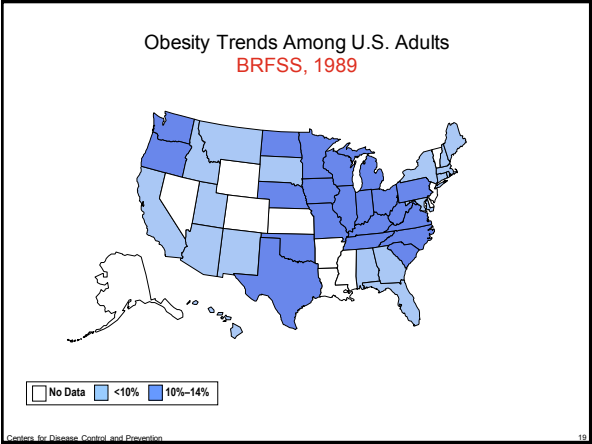 Obesity Trends Among U.S. Adults
BRFSS, 1989
No Data <10% 10%–14%
Centers for Disease Control and Prevention
19